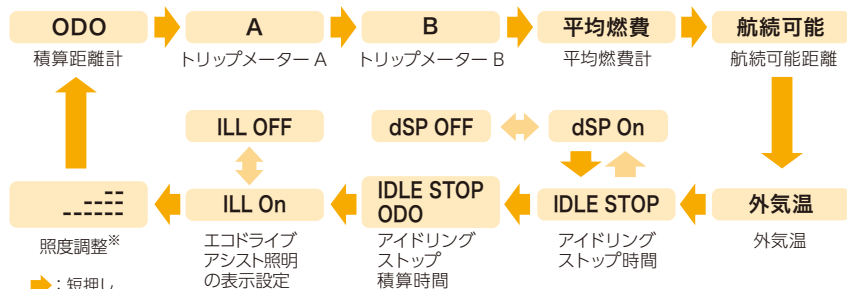 ODO
積算距離計
A
トリップメーター A
B
トリップメーター B
平均燃費
平均燃費計
航続可能
航続可能距離
ILL OFF
dSP OFF
dSP On
照度調整※
ILL On
エコドライブ
アシスト照明
の表示設定
IDLE STOP
ODO
アイドリング
ストップ
積算時間
IDLE STOP
アイドリング
ストップ時間
外気温
外気温
：短押し